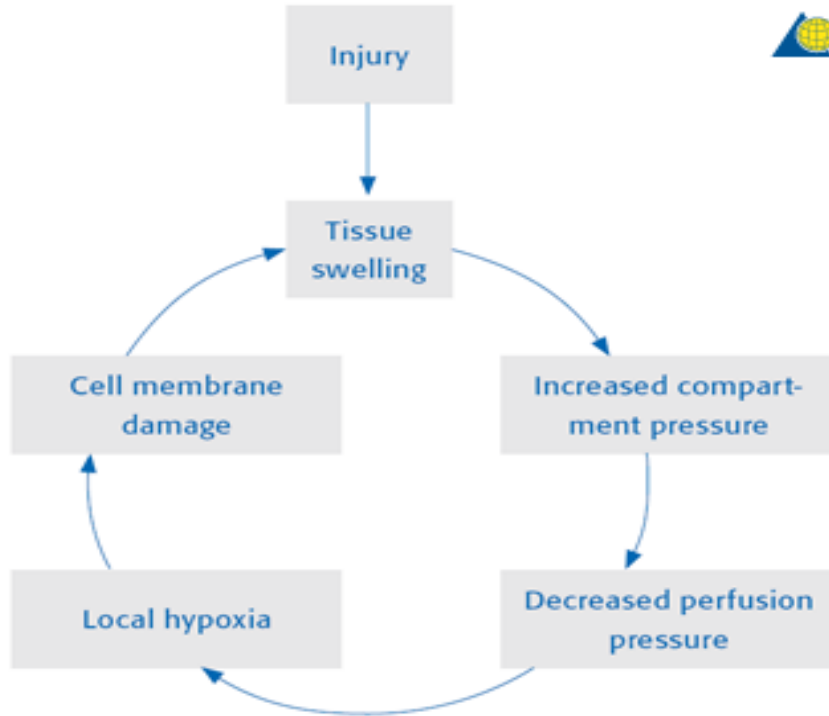 Injury
Tissue
swelling
Cell membrane
damage
Increased compart-
ment pressure
Local hypoxia
Decreased perfusion
pressure